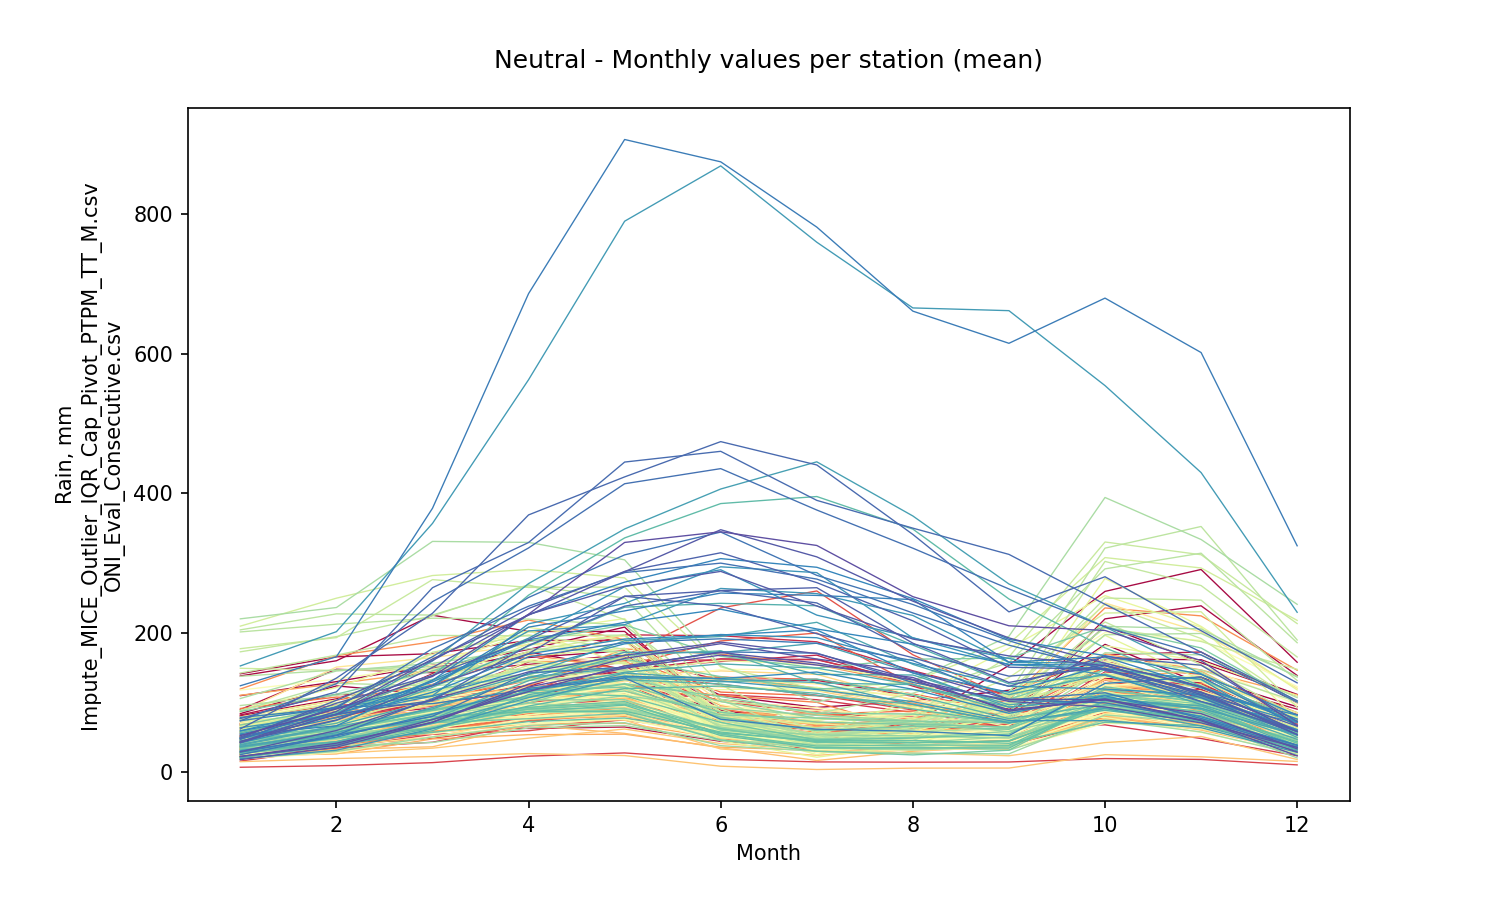 Neutral - Monthly values per station (mean)
Rain, mm
Impute_MICE_Outlier_IQR_Cap_Pivot_PTPM_TT_M.csv
ONI_Eval_Consecutive.csv
800
600
400
200
0
2 4 6 8 10 12
Month